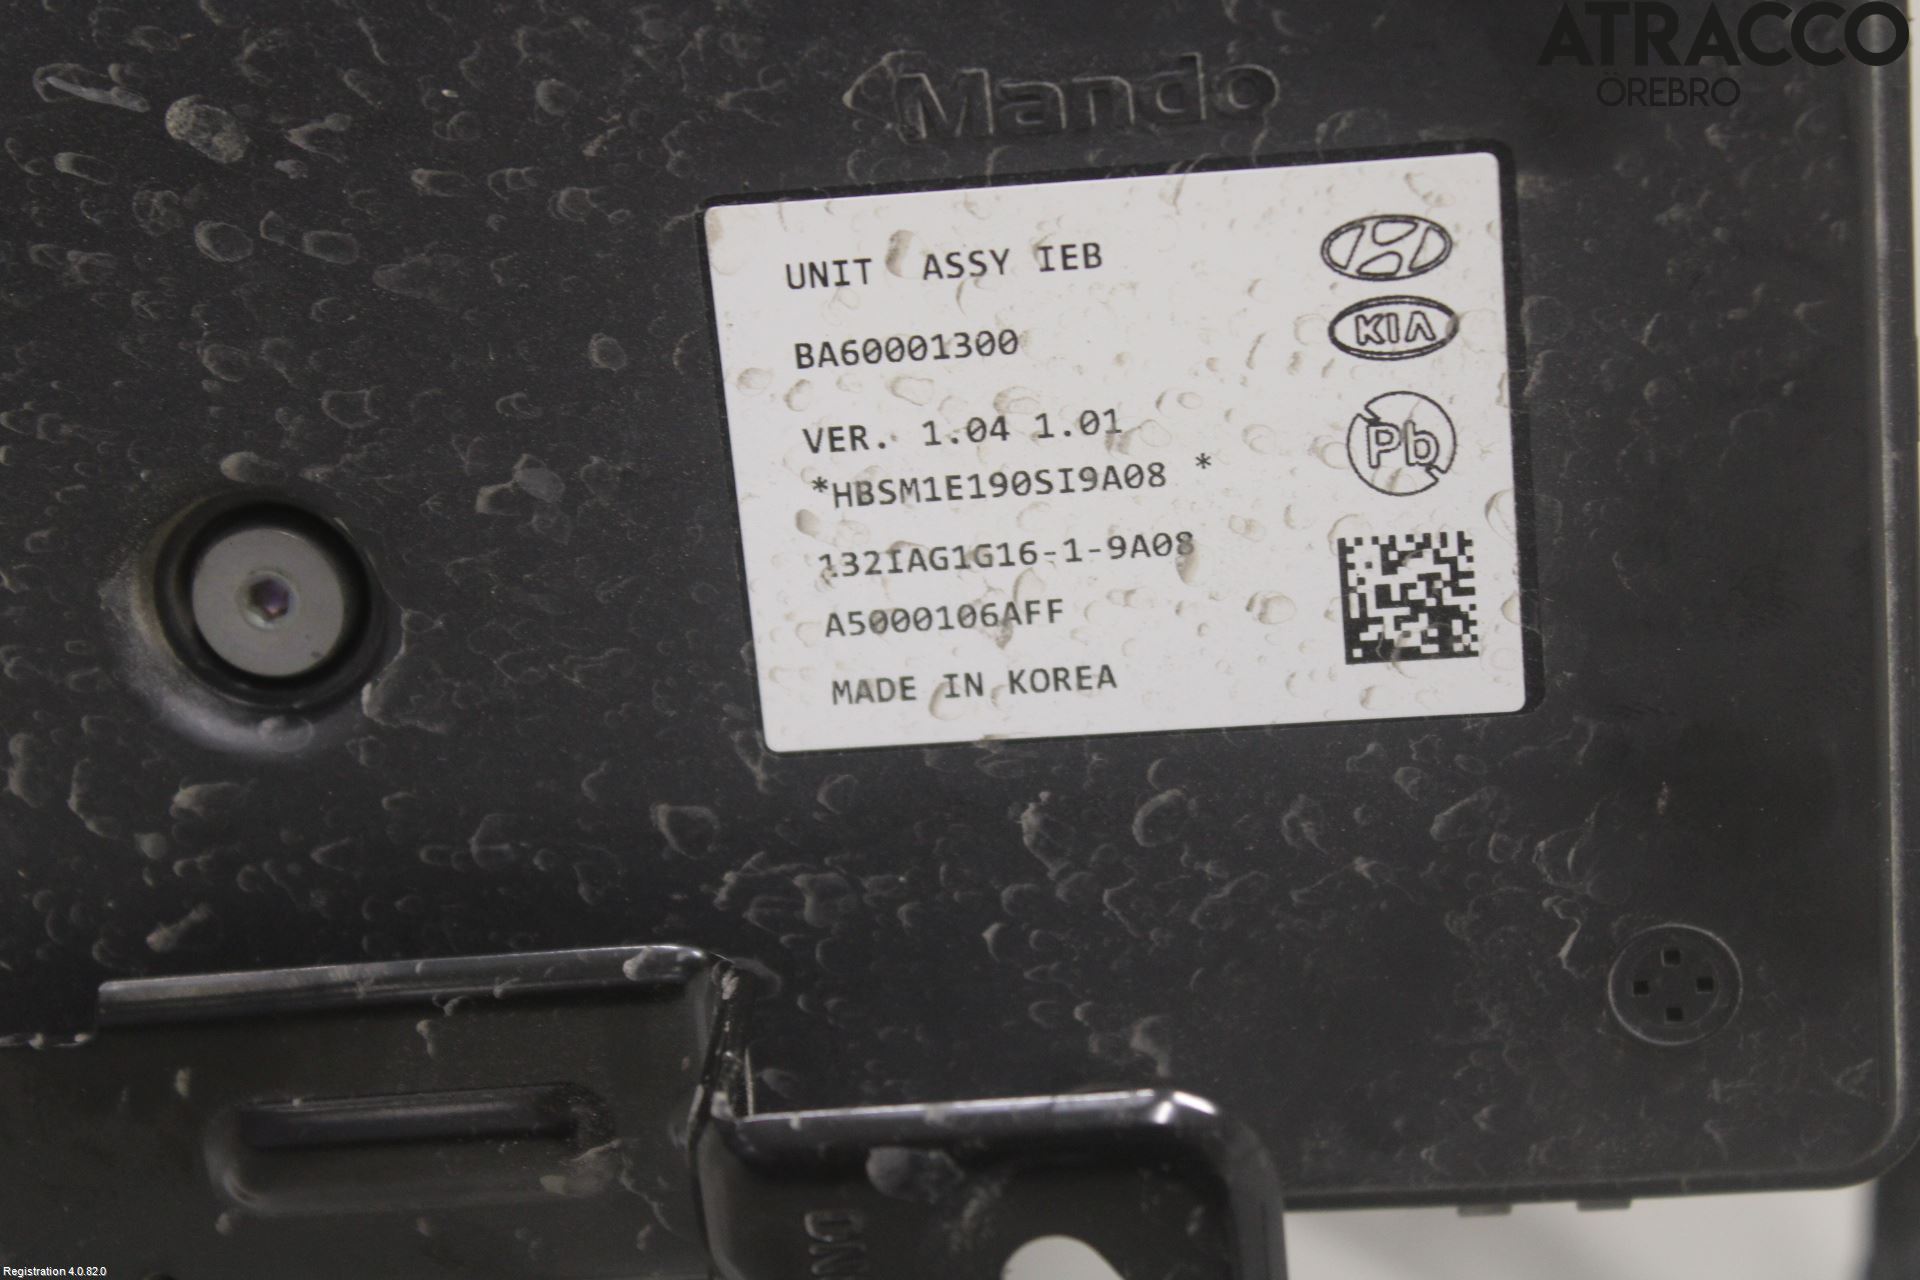 ATRACCO
ÖREBRO
Mando
UNIT ASSY IEB
BA60001300
VER. 1.04 1.01
*HBSM1E190SI9A08 *
132IAG1G16-1-9A08
A5000106AFF
MADE IN KOREA
KIA
Pb
Registration 4.0.82.0